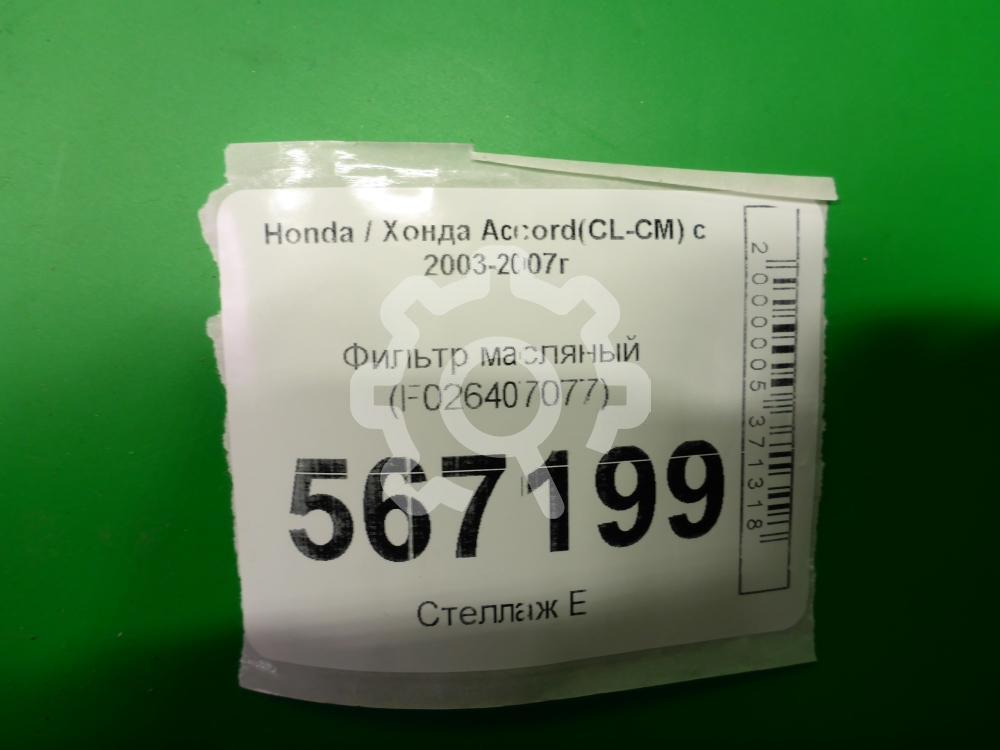 Honda / Хонда Accord(CL-CM) с
2003-2007г
Фильтр масляный
(F026407077)
567199
Стеллаж Е
2000005371318